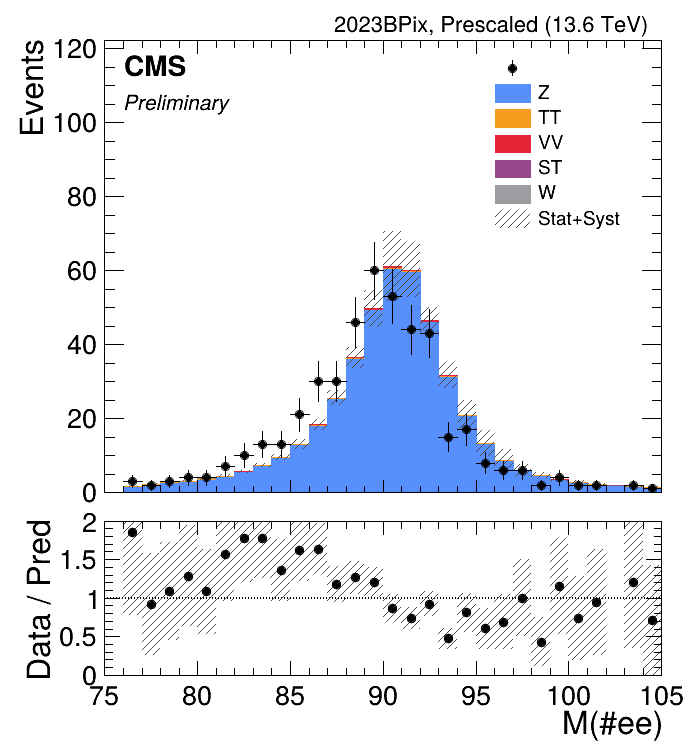 2023BPix, Prescaled (13.6 TeV)
120
100
80
60
40
20
0
Events
CMS
Preliminary
Z
TT
VV
ST
W
Stat+Syst
2
1.5
1
0.5
0
Data / Pred
75 80 85 90 95 100 105
M(#ee)